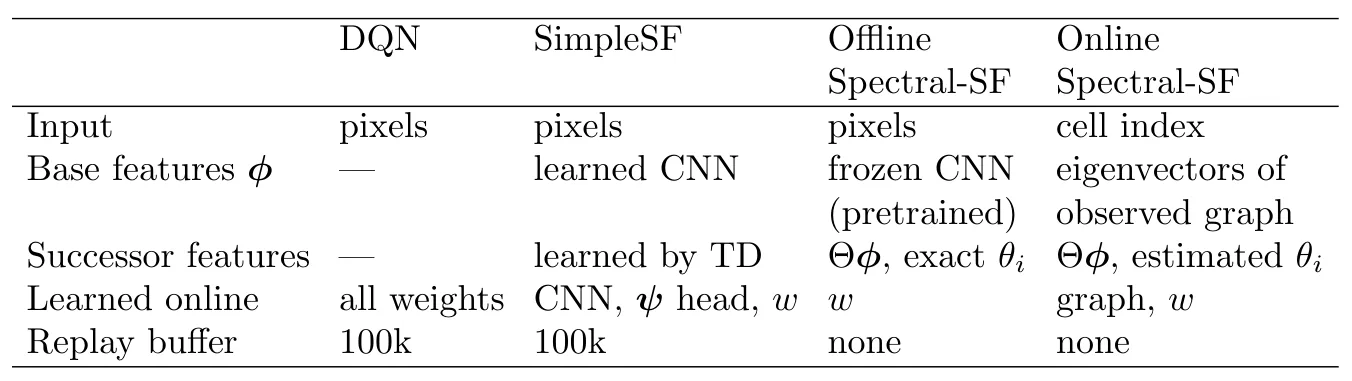 DQN SimpleSF Offline Online
Spectral-SF Spectral-SF
Input pixels pixels pixels cell index
Base features ϕ — learned CNN frozen CNN eigenvectors of
(pretrained) observed graph
Successor features — learned by TD Θϕ, exact θᵢ Θϕ, estimated θᵢ
Learned online all weights CNN, ψ head, w w graph, w
Replay buffer 100k 100k none none